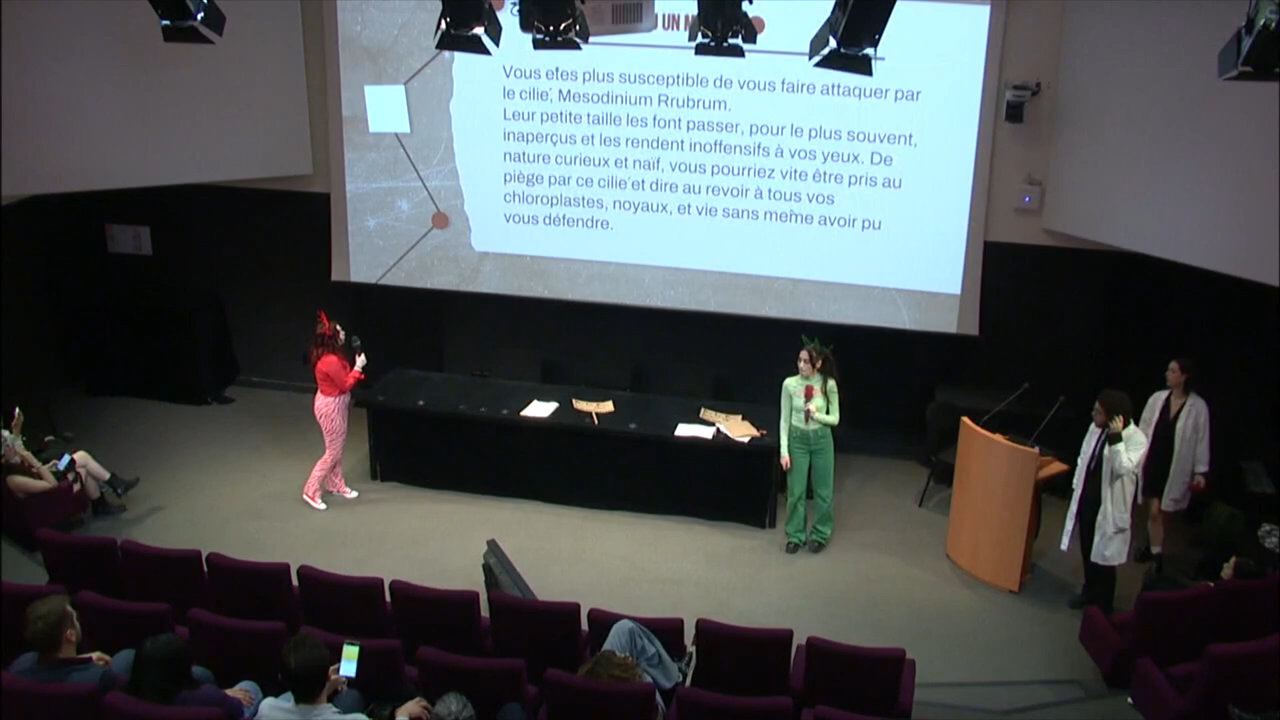 UN
Vous etes plus susceptible de vous faire attaquer par
le cilie, Mesodinium Rrubrum.
Leur petite taille les font passer, pour le plus souvent,
inaperçus et les rendent inoffensifs à vos yeux. De
nature curieux et naïf, vous pourriez vite être pris au
piège par ce cilie et dire au revoir à tous vos
chloroplastes, noyaux, et vie sans meme avoir pu
vous défendre.